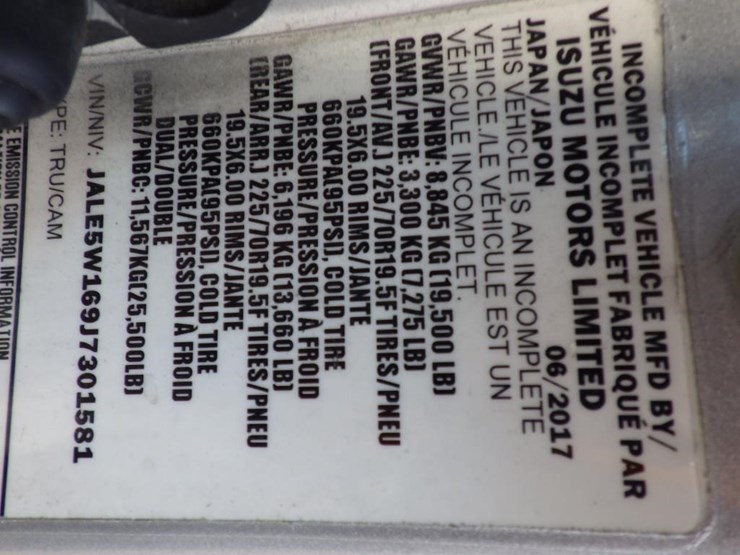 INCOMPLETE VEHICLE MFD BY/
VÉHICULE INCOMPLET FABRIQUÉ PAR
ISUZU MOTORS LIMITED
JAPAN/JAPON 06/2017
THIS VEHICLE IS AN INCOMPLETE
VEHICLE./LE VÉHICULE EST UN
VÉHICULE INCOMPLET.
GVWR/PNBV: 8,845 KG (19,500 LB)
GAWR/PNBE: 3,300 KG (7,275 LB)
(FRONT/AV.) 225/70R19.5F TIRES/PNEU
19.5X6.00 RIMS/JANTE
660KPA(95PSI), COLD TIRE
PRESSURE/PRESSION À FROID
GAWR/PNBE: 6,196 KG (13,660 LB)
(REAR/ARR.) 225/70R19.5F TIRES/PNEU
19.5X6.00 RIMS/JANTE
660KPA(95PSI), COLD TIRE
PRESSURE/PRESSION À FROID
DUAL/DOUBLE
GCWR/PNBC: 11,567KG(25,500LB)
VIN/NIV: JALE5W169J7301581
YPE: TRU/CAM
E EMISSION CONTROL INFORMATION